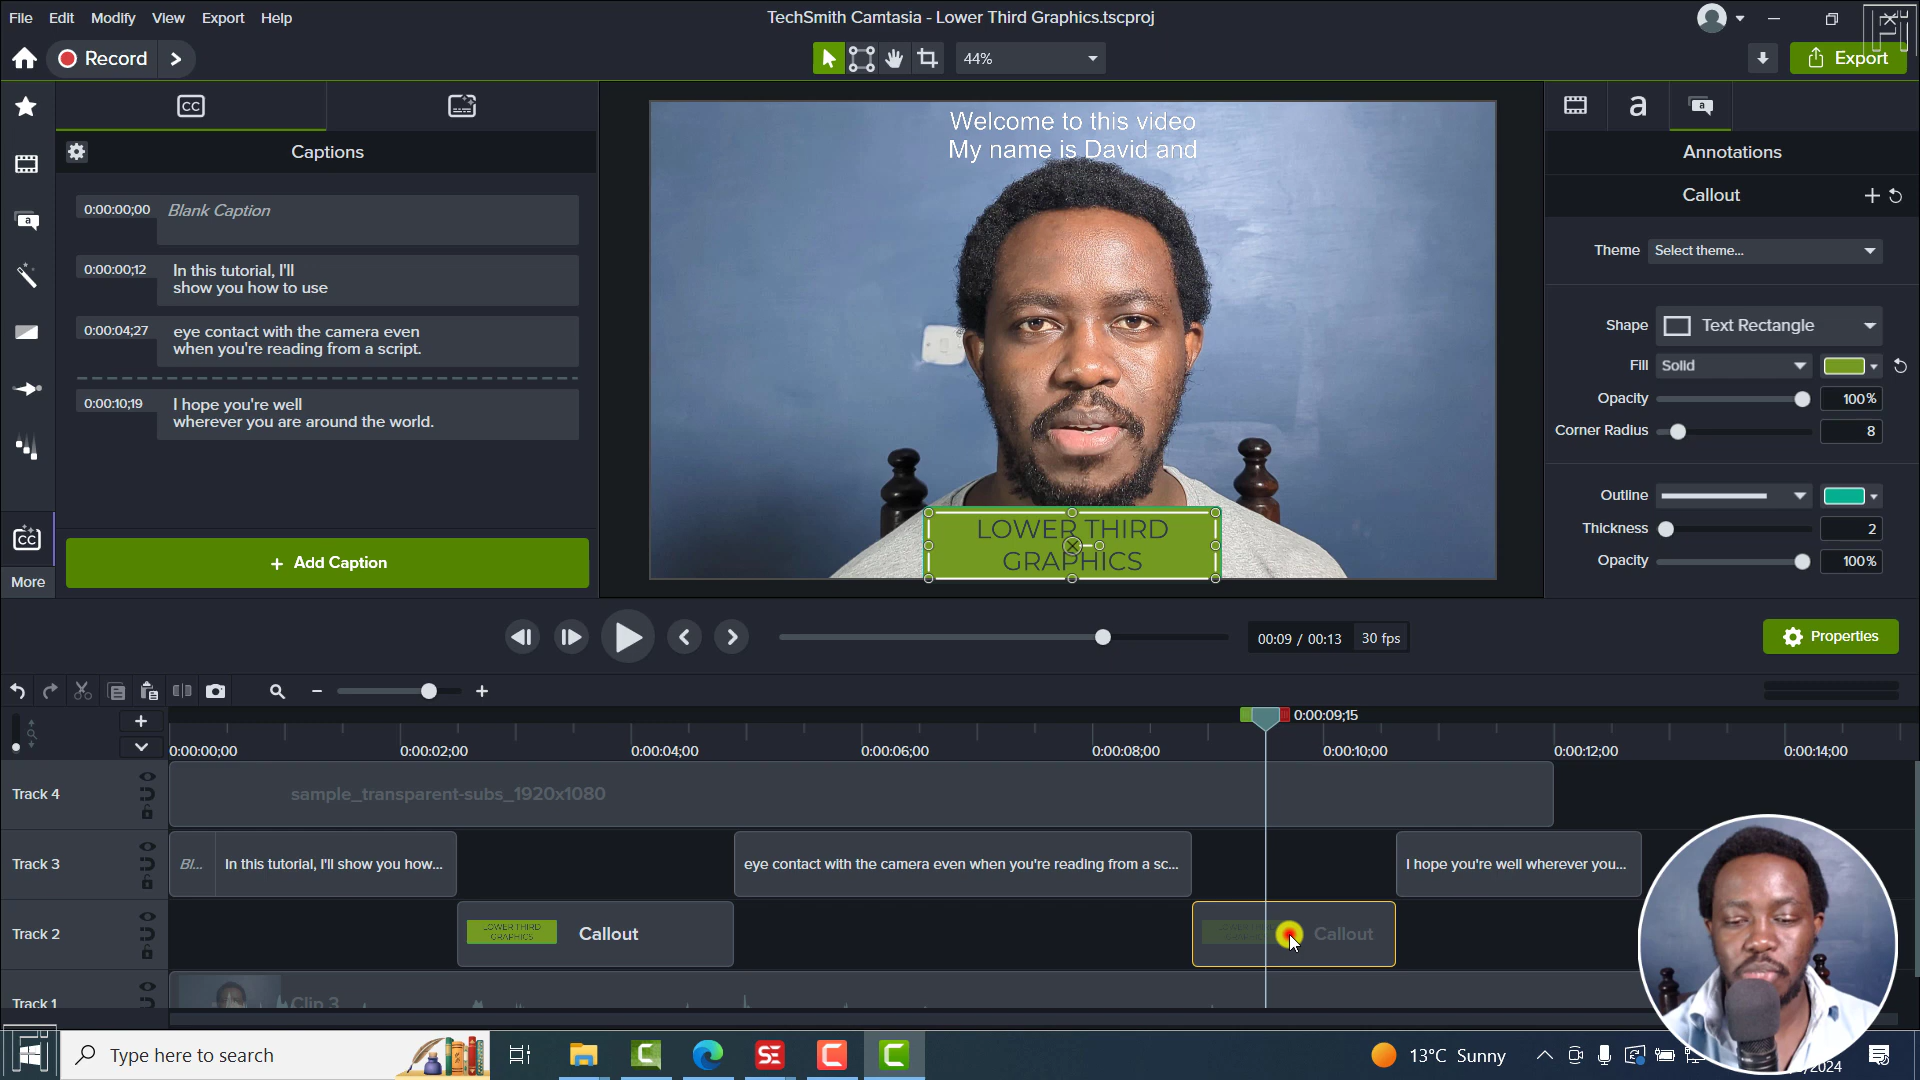 File Edit Modify View Export Help
TechSmith Camtasia - Lower Third Graphics.tscproj
Record
44%
Export
CC
a
Captions
0:00:00;00 Blank Caption
0:00:00;12 In this tutorial, I'll
show you how to use
0:00:04;27 eye contact with the camera even
when you're reading from a script.
0:00:10;19 I hope you're well
wherever you are around the world.
+ Add Caption
CC
More
Welcome to this video
My name is David and
LOWER THIRD
GRAPHICS
Annotations
Callout
Theme Select theme...
Shape Text Rectangle
Fill Solid
Opacity 100%
Corner Radius 8
Outline
Thickness 2
Opacity 100%
00:09 / 00:13 30 fps
Properties
0:00:09;15
0:00:00;00 0:00:02;00 0:00:04;00 0:00:06;00 0:00:08;00 0:00:10;00 0:00:12;00 0:00:14;00
Track 4
sample_transparent-subs_1920x1080
Track 3
Bl... In this tutorial, I'll show you how...
eye contact with the camera even when you're reading from a sc...
I hope you're well wherever you...
Track 2
LOWER THIRD
GRAPHICS
Callout
Callout
Track 1
Clip 3
Type here to search
13°C Sunny
2024